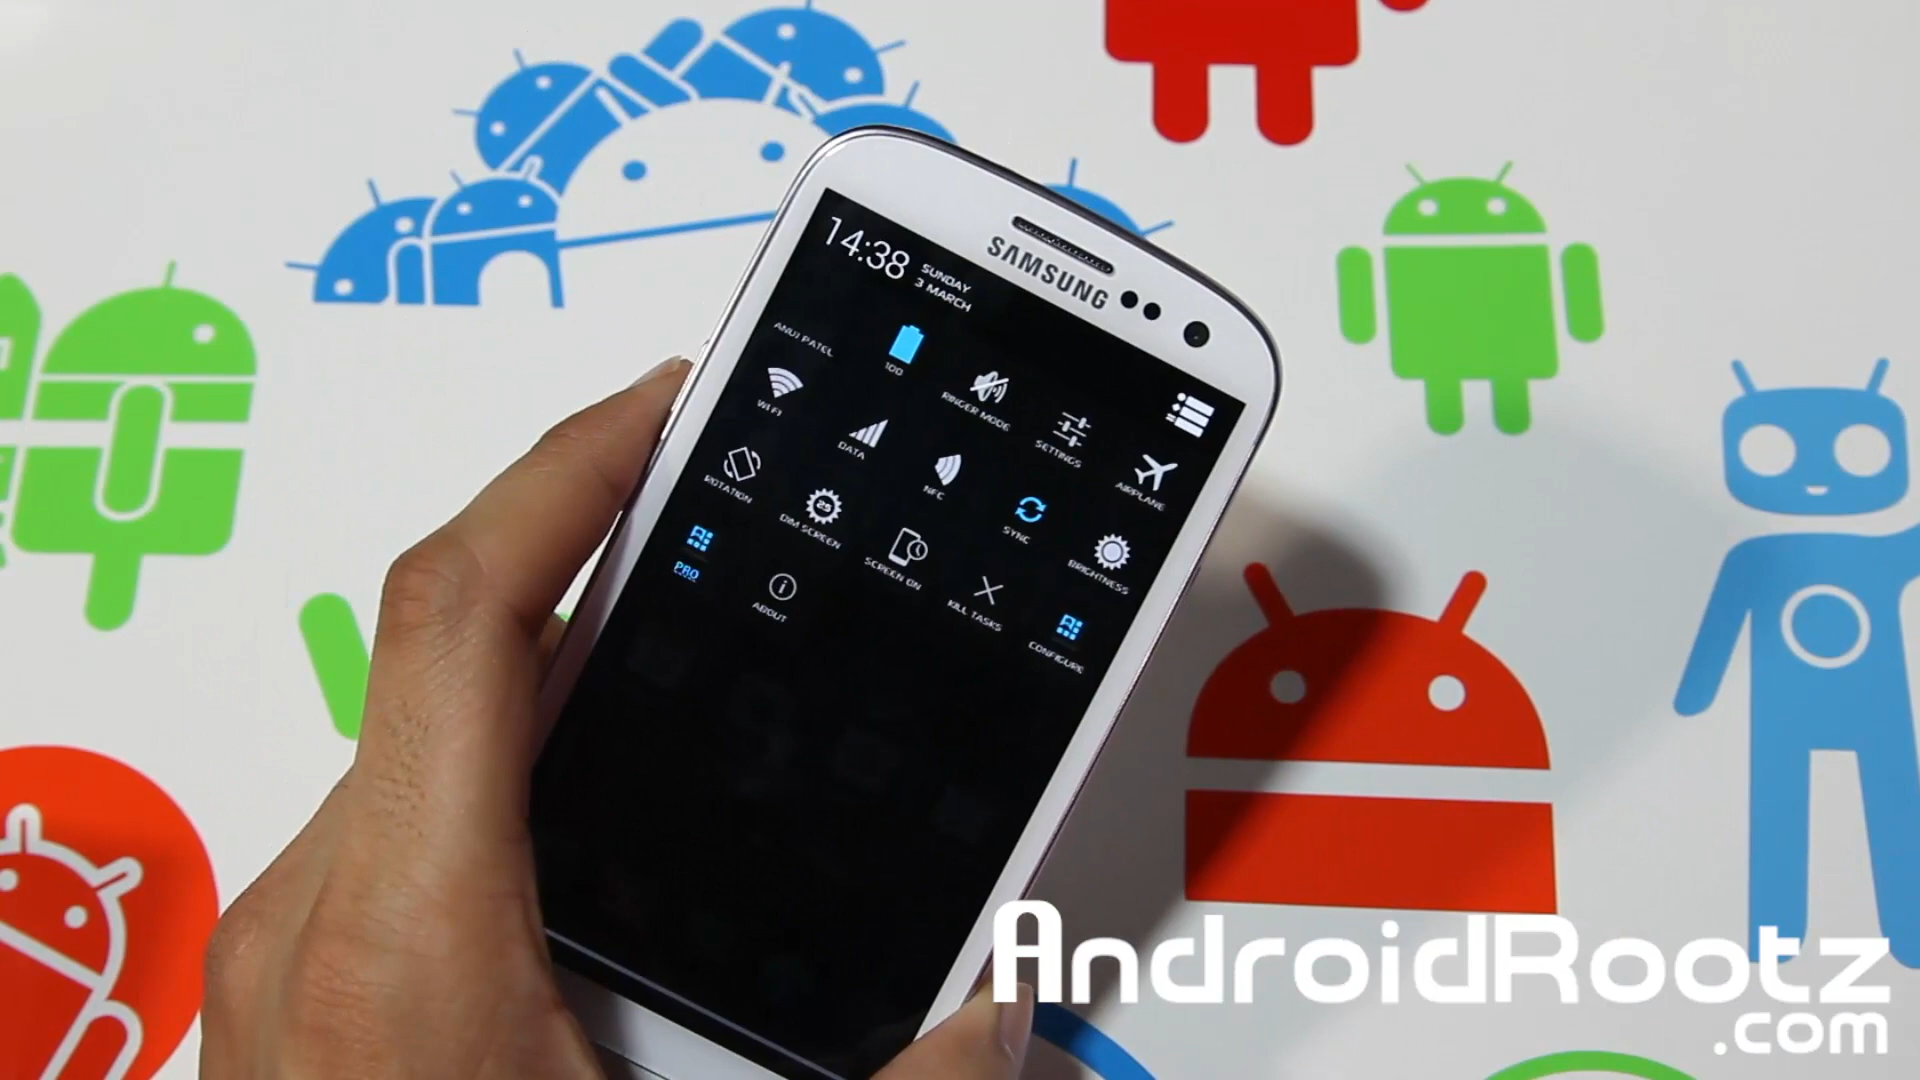 SAMSUNG
14:38
SUNDAY
3 MARCH
ANUJ PATEL
100
RINGER MODE
SETTINGS
AIRPLANE
WI-FI
DATA
NFC
SYNC
BRIGHTNESS
ROTATION
25
DIM SCREEN
SCREEN ON
KILL TASKS
CONFIGURE
PRO
ABOUT
AndroidRootz
.com